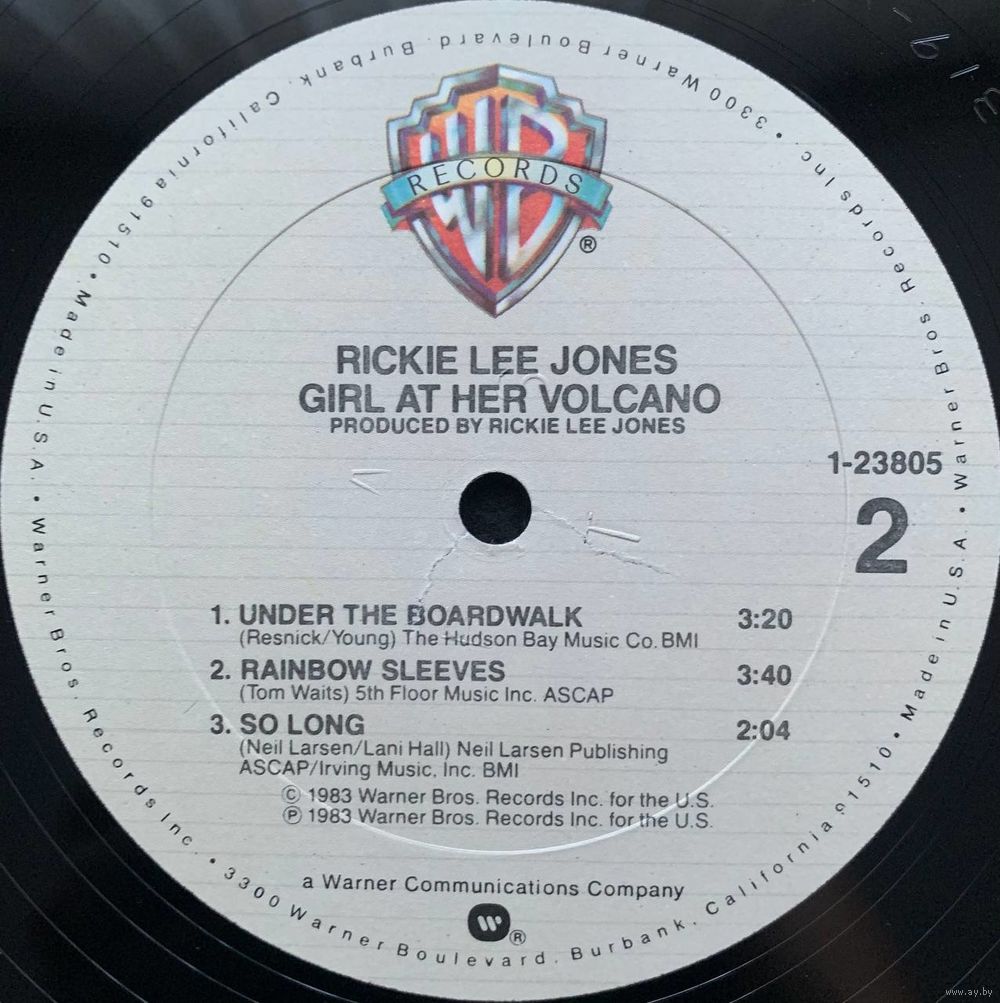 RECORDS
®
RICKIE LEE JONES
GIRL AT HER VOLCANO
PRODUCED BY RICKIE LEE JONES
1-23805
2
1. UNDER THE BOARDWALK 3:20
(Resnick/Young) The Hudson Bay Music Co. BMI
2. RAINBOW SLEEVES 3:40
(Tom Waits) 5th Floor Music Inc. ASCAP
3. SO LONG 2:04
(Neil Larsen/Lani Hall) Neil Larsen Publishing
ASCAP/Irving Music, Inc. BMI
© 1983 Warner Bros. Records Inc. for the U.S.
℗ 1983 Warner Bros. Records Inc. for the U.S.
a Warner Communications Company
®
Warner Bros. Records Inc. • 3300 Warner Boulevard. Burbank. California 91510 • Made in U.S.A. •
Warner Bros. Records Inc. • 3300 Warner Boulevard. Burbank. California 91510 • Made in U.S.A. •
www.ay.by